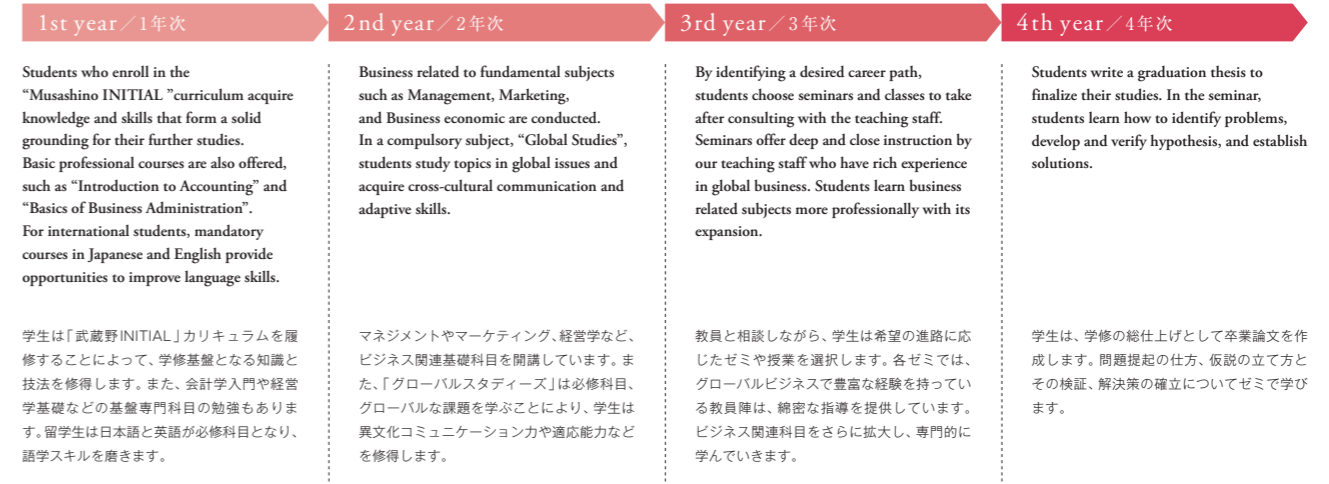 1st year／1年次
Students who enroll in the
“Musashino INITIAL ”curriculum acquire
knowledge and skills that form a solid
grounding for their further studies.
Basic professional courses are also offered,
such as “Introduction to Accounting” and
“Basics of Business Administration”.
For international students, mandatory
courses in Japanese and English provide
opportunities to improve language skills.
学生は「武蔵野INITIAL」カリキュラムを履
修することによって、学修基盤となる知識と
技法を修得します。また、会計学入門や経営
学基礎などの基盤専門科目の勉強もありま
す。留学生は日本語と英語が必修科目となり、
語学スキルを磨きます。
2nd year／2年次
Business related to fundamental subjects
such as Management, Marketing,
and Business economic are conducted.
In a compulsory subject, “Global Studies”,
students study topics in global issues and
acquire cross-cultural communication and
adaptive skills.
マネジメントやマーケティング、経営学など、
ビジネス関連基礎科目を開講しています。ま
た、「グローバルスタディーズ」は必修科目、
グローバルな課題を学ぶことにより、学生は
異文化コミュニケーション力や適応能力など
を修得します。
3rd year／3年次
By identifying a desired career path,
students choose seminars and classes to take
after consulting with the teaching staff.
Seminars offer deep and close instruction by
our teaching staff who have rich experience
in global business. Students learn business
related subjects more professionally with its
expansion.
教員と相談しながら、学生は希望の進路に応
じたゼミや授業を選択します。各ゼミでは、
グローバルビジネスで豊富な経験を持ってい
る教員陣は、綿密な指導を提供しています。
ビジネス関連科目をさらに拡大し、専門的に
学んでいきます。
4th year／4年次
Students write a graduation thesis to
finalize their studies. In the seminar,
students learn how to identify problems,
develop and verify hypothesis, and establish
solutions.
学生は、学修の総仕上げとして卒業論文を作
成します。問題提起の仕方、仮説の立て方と
その検証、解決策の確立についてゼミで学び
ます。